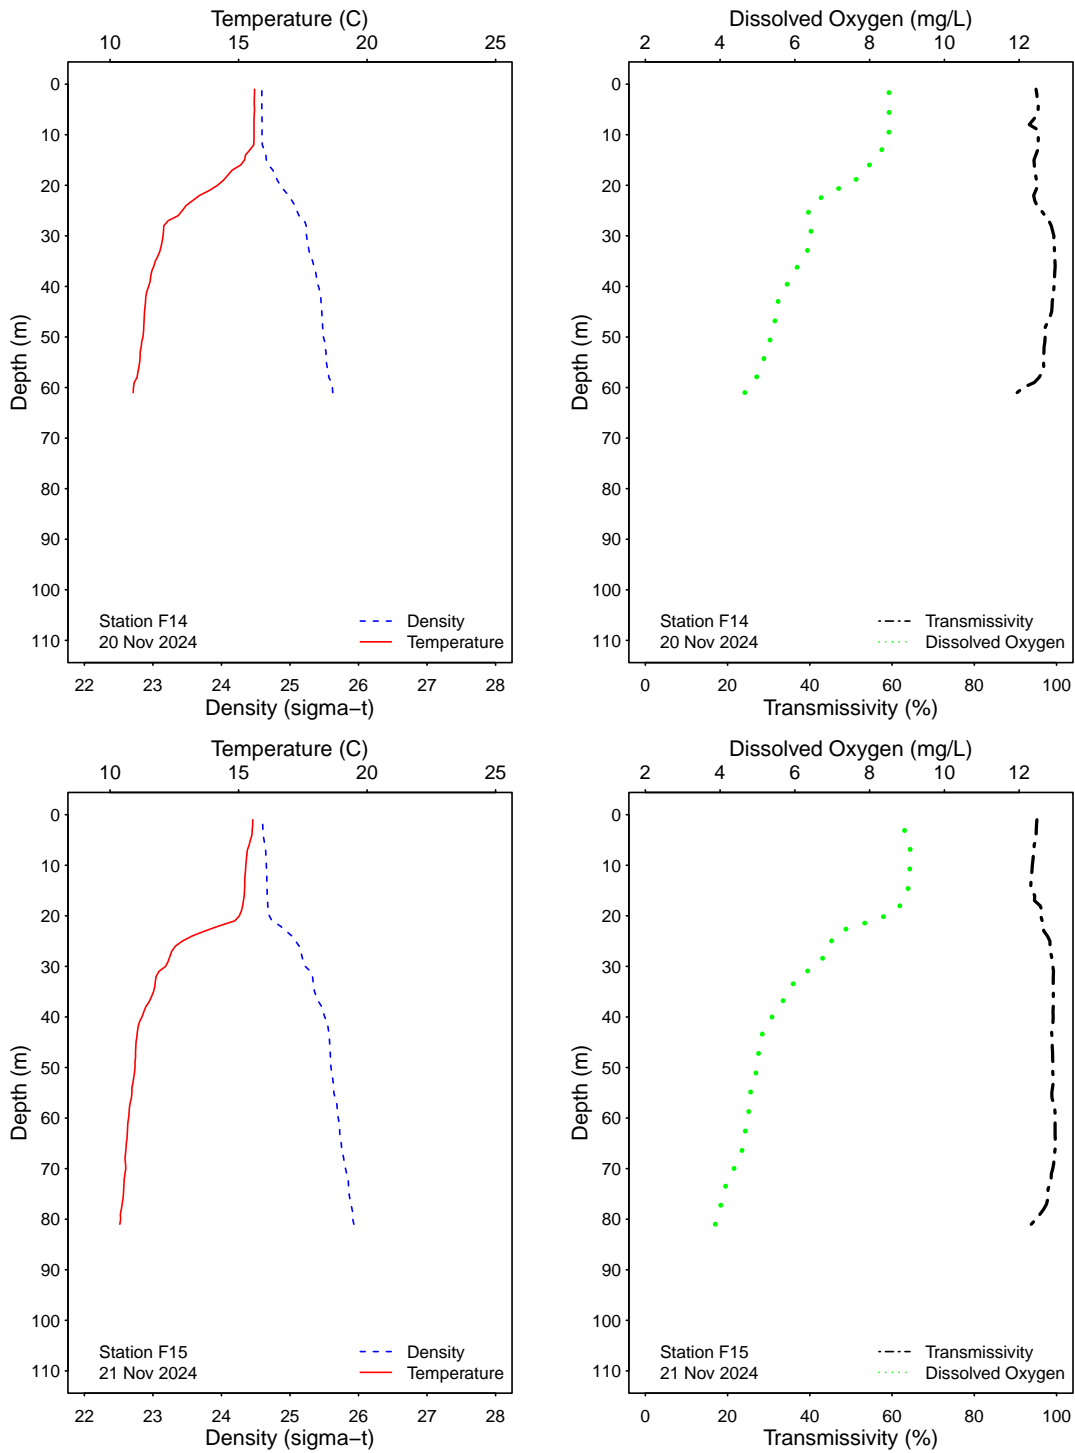 Temperature (C)
10 15 20 25
0
10
20
30
40
50
60
70
80
90
100
110
Depth (m)
Station F14
20 Nov 2024
Density
Temperature
22 23 24 25 26 27 28
Density (sigma−t)
Dissolved Oxygen (mg/L)
2 4 6 8 10 12
0
10
20
30
40
50
60
70
80
90
100
110
Depth (m)
Station F14
20 Nov 2024
Transmissivity
Dissolved Oxygen
0 20 40 60 80 100
Transmissivity (%)
Temperature (C)
10 15 20 25
0
10
20
30
40
50
60
70
80
90
100
110
Depth (m)
Station F15
21 Nov 2024
Density
Temperature
22 23 24 25 26 27 28
Density (sigma−t)
Dissolved Oxygen (mg/L)
2 4 6 8 10 12
0
10
20
30
40
50
60
70
80
90
100
110
Depth (m)
Station F15
21 Nov 2024
Transmissivity
Dissolved Oxygen
0 20 40 60 80 100
Transmissivity (%)